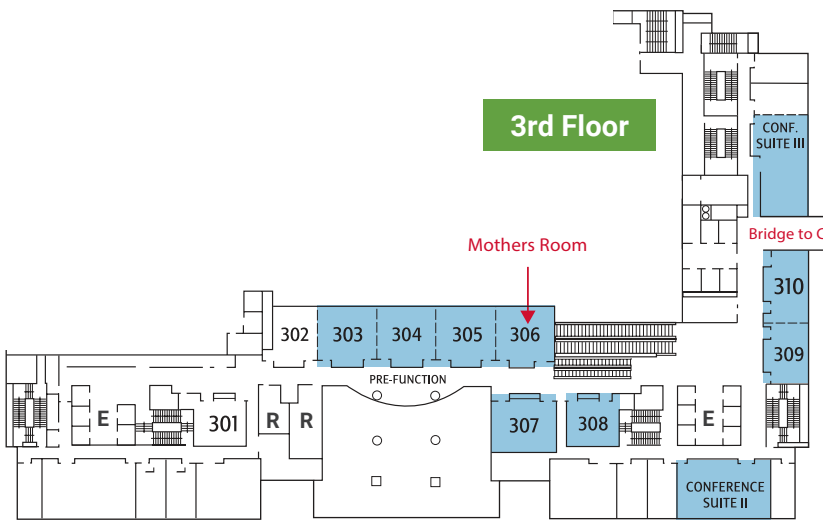 3rd Floor
CONF.
SUITE III
Mothers Room
Bridge to C
310
302
303
304
305
306
309
PRE-FUNCTION
E
301
R
R
307
308
E
CONFERENCE
SUITE II